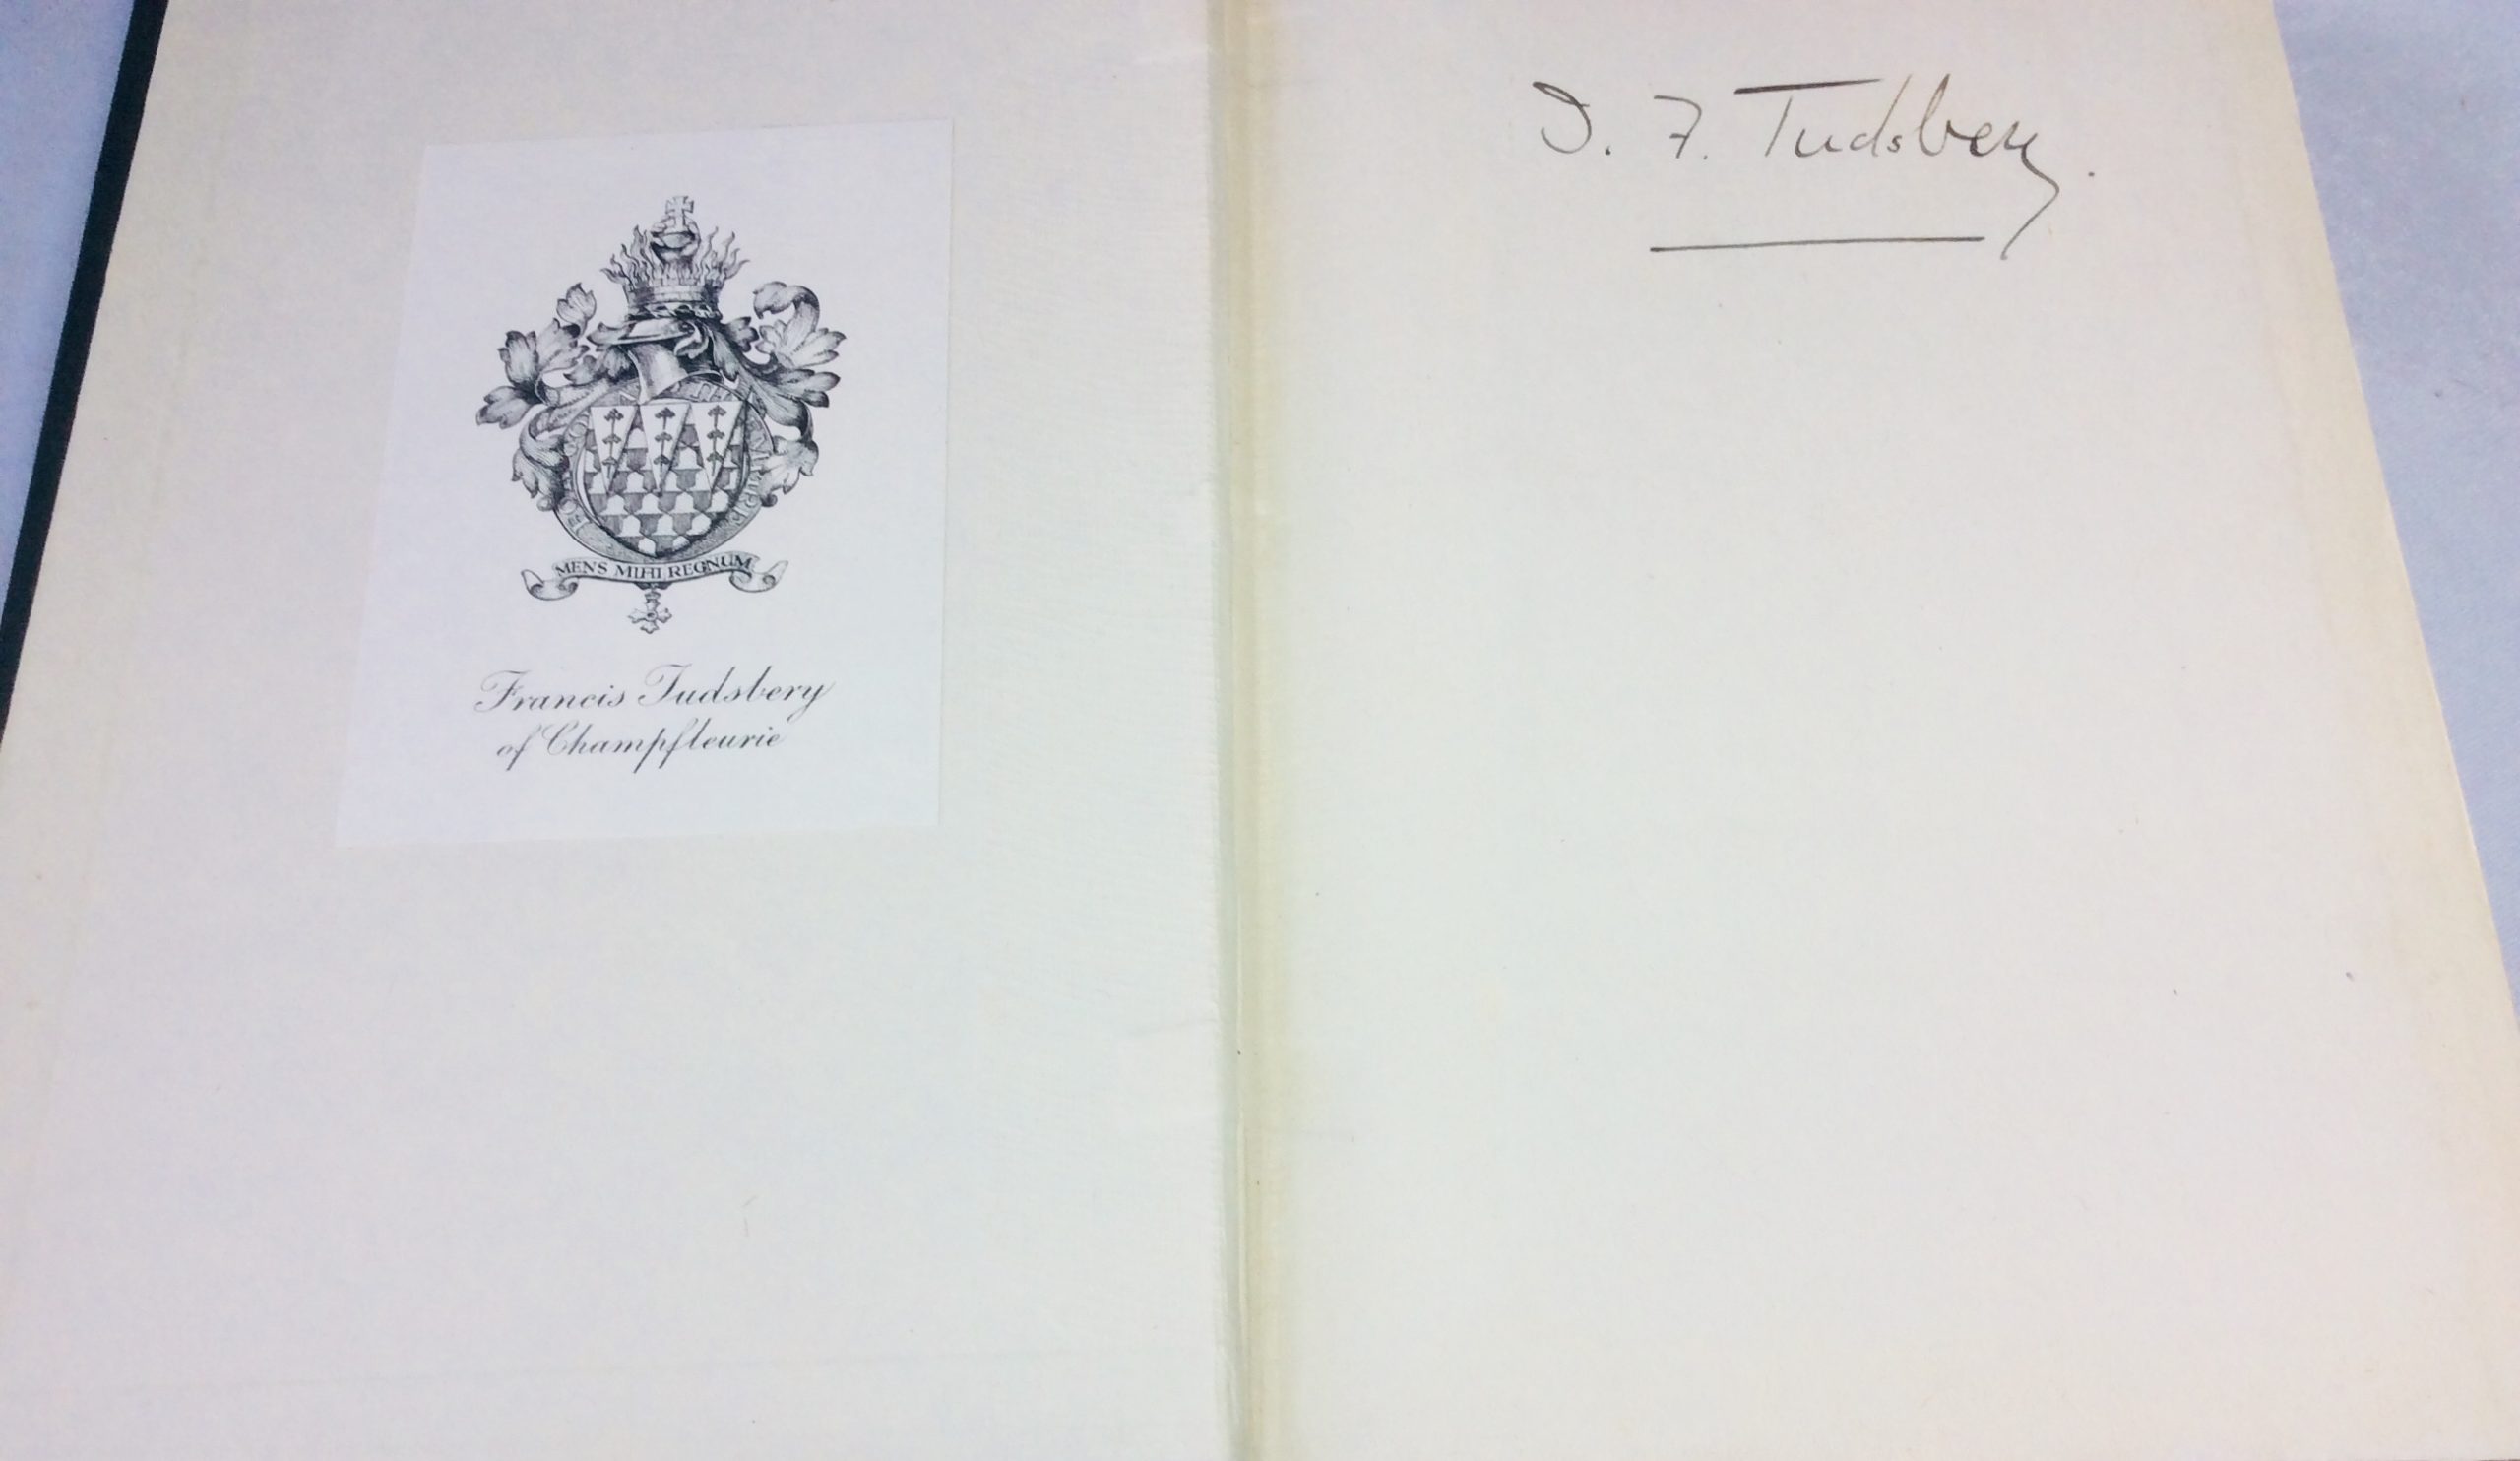 MENS MIHI REGNUM
Francis Tudsbery
of Champfleurie
D. F. Tudsbery.